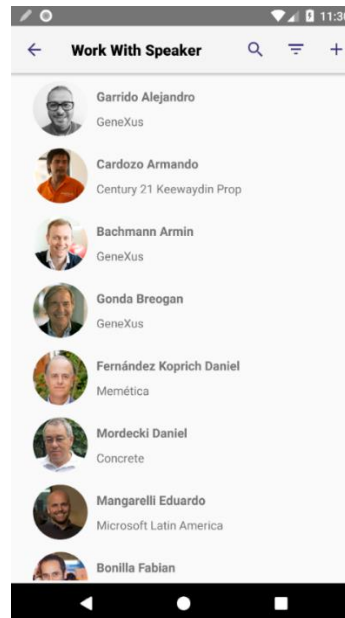 11:30
Work With Speaker
Garrido Alejandro
GeneXus
Cardozo Armando
Century 21 Keewaydin Prop
Bachmann Armin
GeneXus
Gonda Breogan
GeneXus
Fernández Koprich Daniel
Memética
Mordecki Daniel
Concrete
Mangarelli Eduardo
Microsoft Latin America
Bonilla Fabian